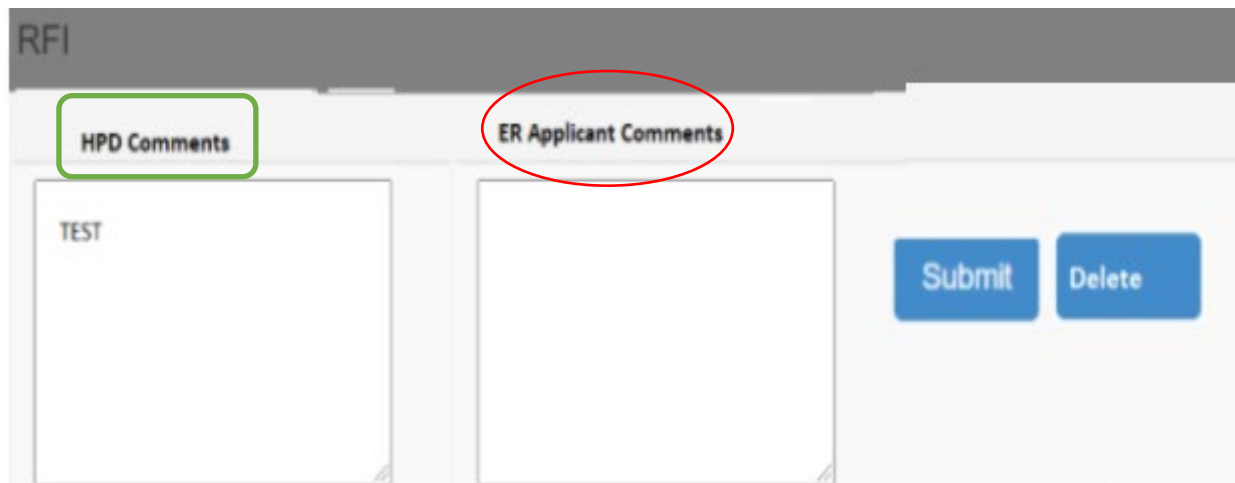 RFI
HPD Comments
ER Applicant Comments
TEST
Submit
Delete